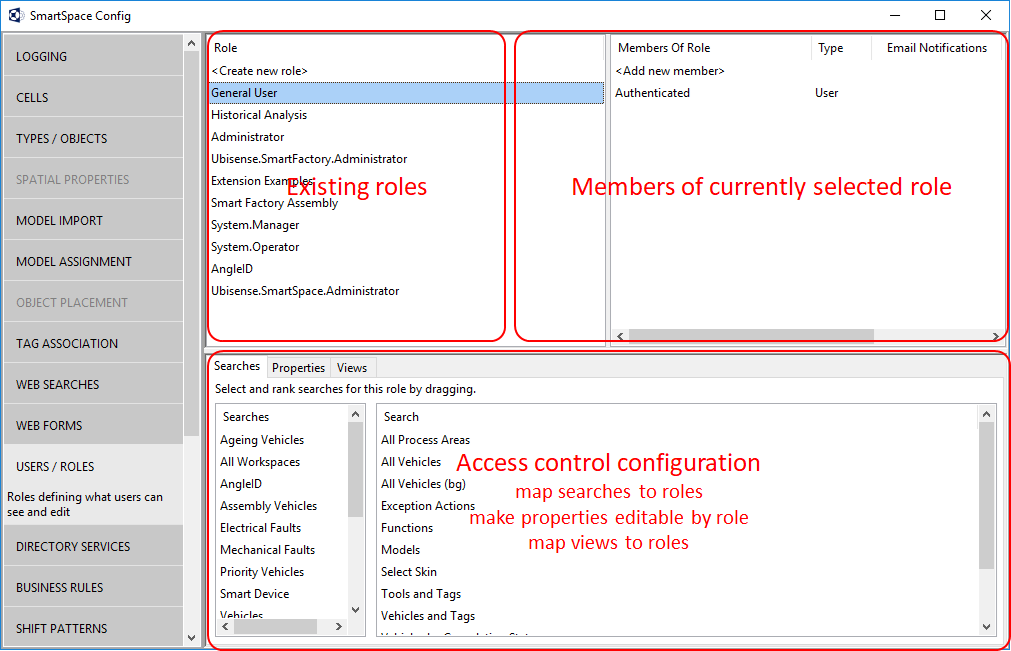 SmartSpace Config
LOGGING
CELLS
TYPES / OBJECTS
SPATIAL PROPERTIES
MODEL IMPORT
MODEL ASSIGNMENT
OBJECT PLACEMENT
TAG ASSOCIATION
WEB SEARCHES
WEB FORMS
USERS / ROLES
Roles defining what users can
see and edit
DIRECTORY SERVICES
BUSINESS RULES
SHIFT PATTERNS
Role
<Create new role>
General User
Historical Analysis
Administrator
Ubisense.SmartFactory.Administrator
Extension Examples
Smart Factory Assembly
System.Manager
System.Operator
AngleID
Ubisense.SmartSpace.Administrator
Existing roles
Members Of Role Type Email Notifications
<Add new member>
Authenticated User
Members of currently selected role
Searches Properties Views
Select and rank searches for this role by dragging.
Searches
Ageing Vehicles
All Workspaces
AngleID
Assembly Vehicles
Electrical Faults
Mechanical Faults
Priority Vehicles
Smart Device
Vehicles
Search
All Process Areas
All Vehicles
All Vehicles (bg)
Exception Actions
Functions
Models
Select Skin
Tools and Tags
Vehicles and Tags
Access control configuration
map searches to roles
make properties editable by role
map views to roles